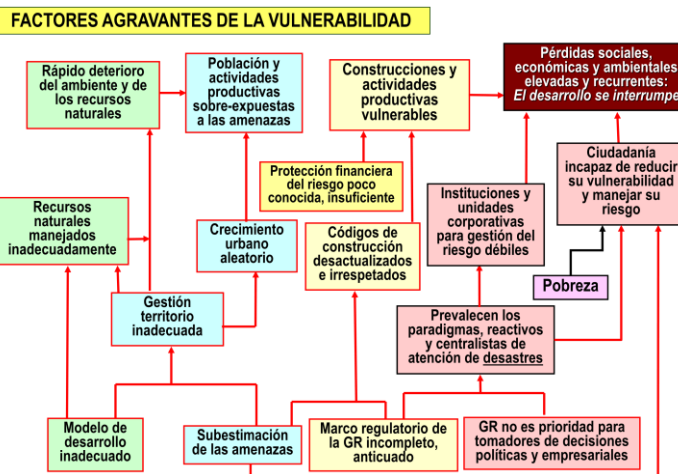 FACTORES AGRAVANTES DE LA VULNERABILIDAD
Rápido deterioro
del ambiente y de
los recursos
naturales
Población y
actividades
productivas
sobre-expuestas
a las amenazas
Construcciones y
actividades
productivas
vulnerables
Pérdidas sociales,
económicas y ambientales
elevadas y recurrentes:
El desarrollo se interrumpe
Protección financiera
del riesgo poco
conocida, insuficiente
Ciudadanía
incapaz de reducir
su vulnerabilidad
y manejar su
riesgo
Recursos
naturales
manejados
inadecuadamente
Crecimiento
urbano
aleatorio
Códigos de
construcción
desactualizados
e irrespetados
Instituciones y
unidades
corporativas
para gestión del
riesgo débiles
Pobreza
Gestión
territorio
inadecuada
Prevalecen los
paradigmas, reactivos
y centralistas de
atención de desastres
Modelo de
desarrollo
inadecuado
Subestimación
de las amenazas
Marco regulatorio de
la GR incompleto,
anticuado
GR no es prioridad para
tomadores de decisiones
políticas y empresariales